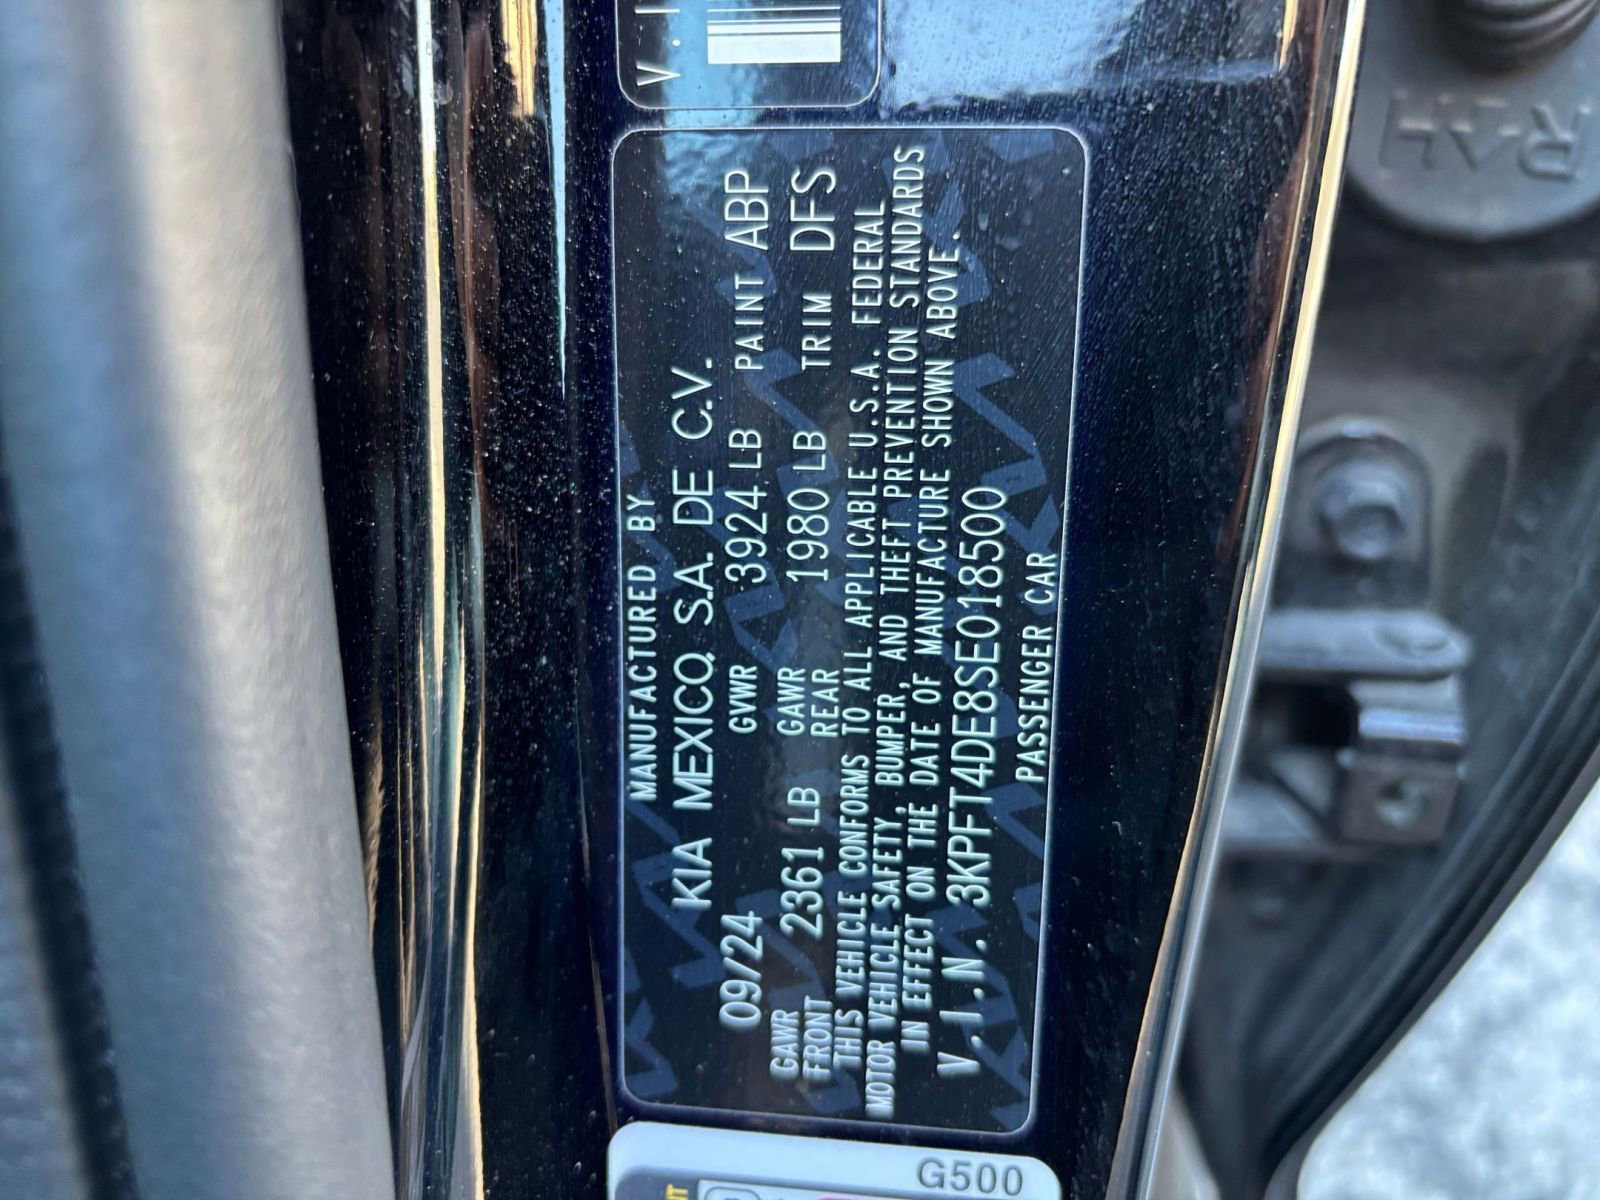 MANUFACTURED BY
KIA MEXICO, S.A. DE C.V.
09/24 GVWR 3924 LB PAINT ABP
GAWR FRONT 2361 LB GAWR REAR 1980 LB TRIM DFS
THIS VEHICLE CONFORMS TO ALL APPLICABLE U.S.A. FEDERAL
MOTOR VEHICLE SAFETY, BUMPER, AND THEFT PREVENTION STANDARDS
IN EFFECT ON THE DATE OF MANUFACTURE SHOWN ABOVE.
V.I.N. 3KPFT4DE8SE018500
PASSENGER CAR
G500